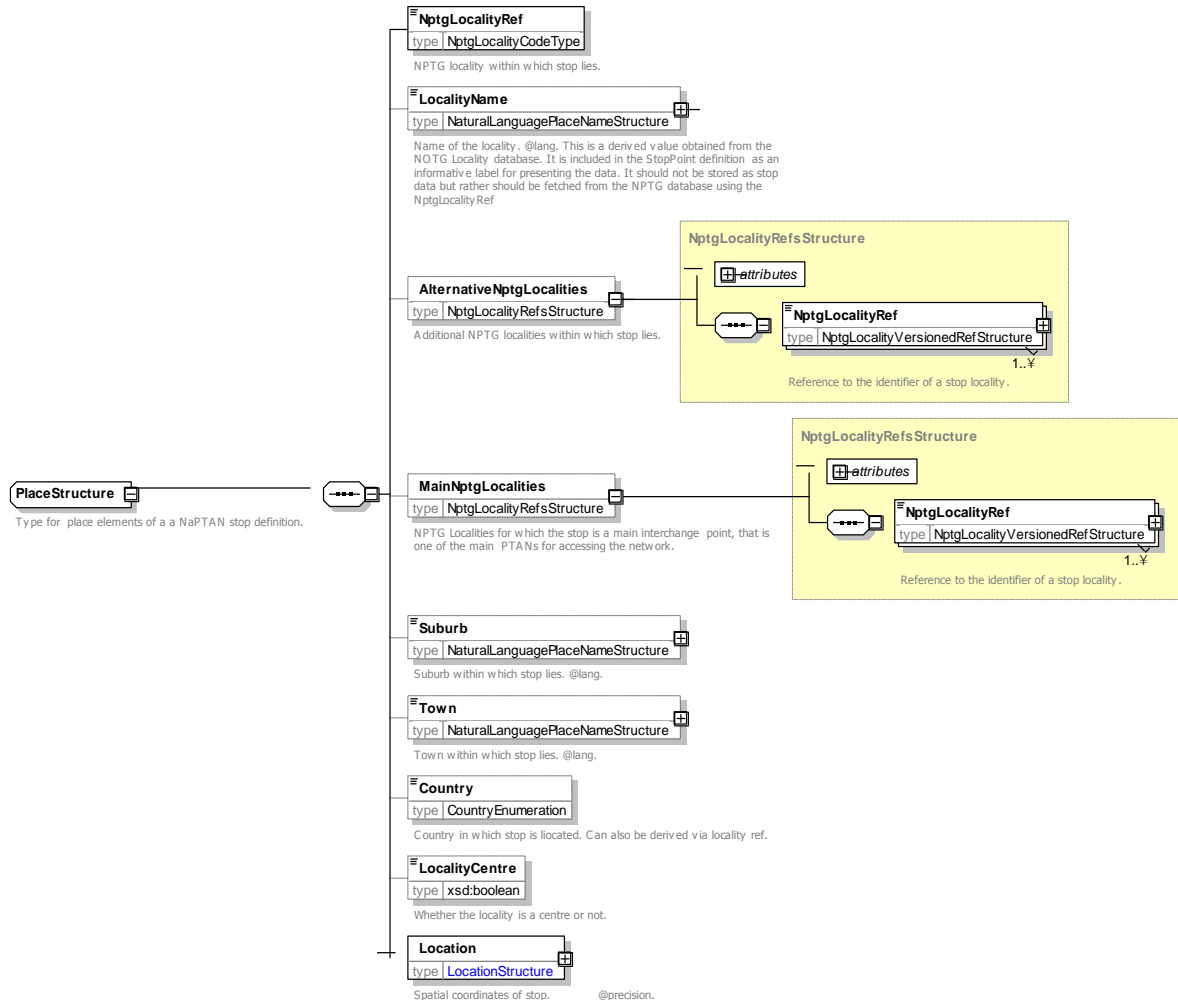 NptgLocalityRef
type NptgLocalityCodeType
NPTG locality within which stop lies.
LocalityName
type NaturalLanguagePlaceNameStructure
Name of the locality. @lang. This is a derived value obtained from the
NOTG Locality database. It is included in the StopPoint definition as an
informative label for presenting the data. It should not be stored as stop
data but rather should be fetched from the NPTG database using the
NptgLocalityRef
NptgLocalityRefsStructure
attributes
AlternativeNptgLocalities
type NptgLocalityRefsStructure
Additional NPTG localities within which stop lies.
NptgLocalityRef
type NptgLocalityVersionedRefStructure
1..¥
Reference to the identifier of a stop locality.
NptgLocalityRefsStructure
attributes
PlaceStructure
Type for place elements of a a NaPTAN stop definition.
MainNptgLocalities
type NptgLocalityRefsStructure
NPTG Localities for which the stop is a main interchange point, that is
one of the main PTANs for accessing the network.
NptgLocalityRef
type NptgLocalityVersionedRefStructure
1..¥
Reference to the identifier of a stop locality.
Suburb
type NaturalLanguagePlaceNameStructure
Suburb within which stop lies. @lang.
Town
type NaturalLanguagePlaceNameStructure
Town within which stop lies. @lang.
Country
type CountryEnumeration
Country in which stop is liocated. Can also be derived via locality ref.
LocalityCentre
type xsd:boolean
Whether the locality is a centre or not.
Location
type LocationStructure
Spatial coordinates of stop. @precision.